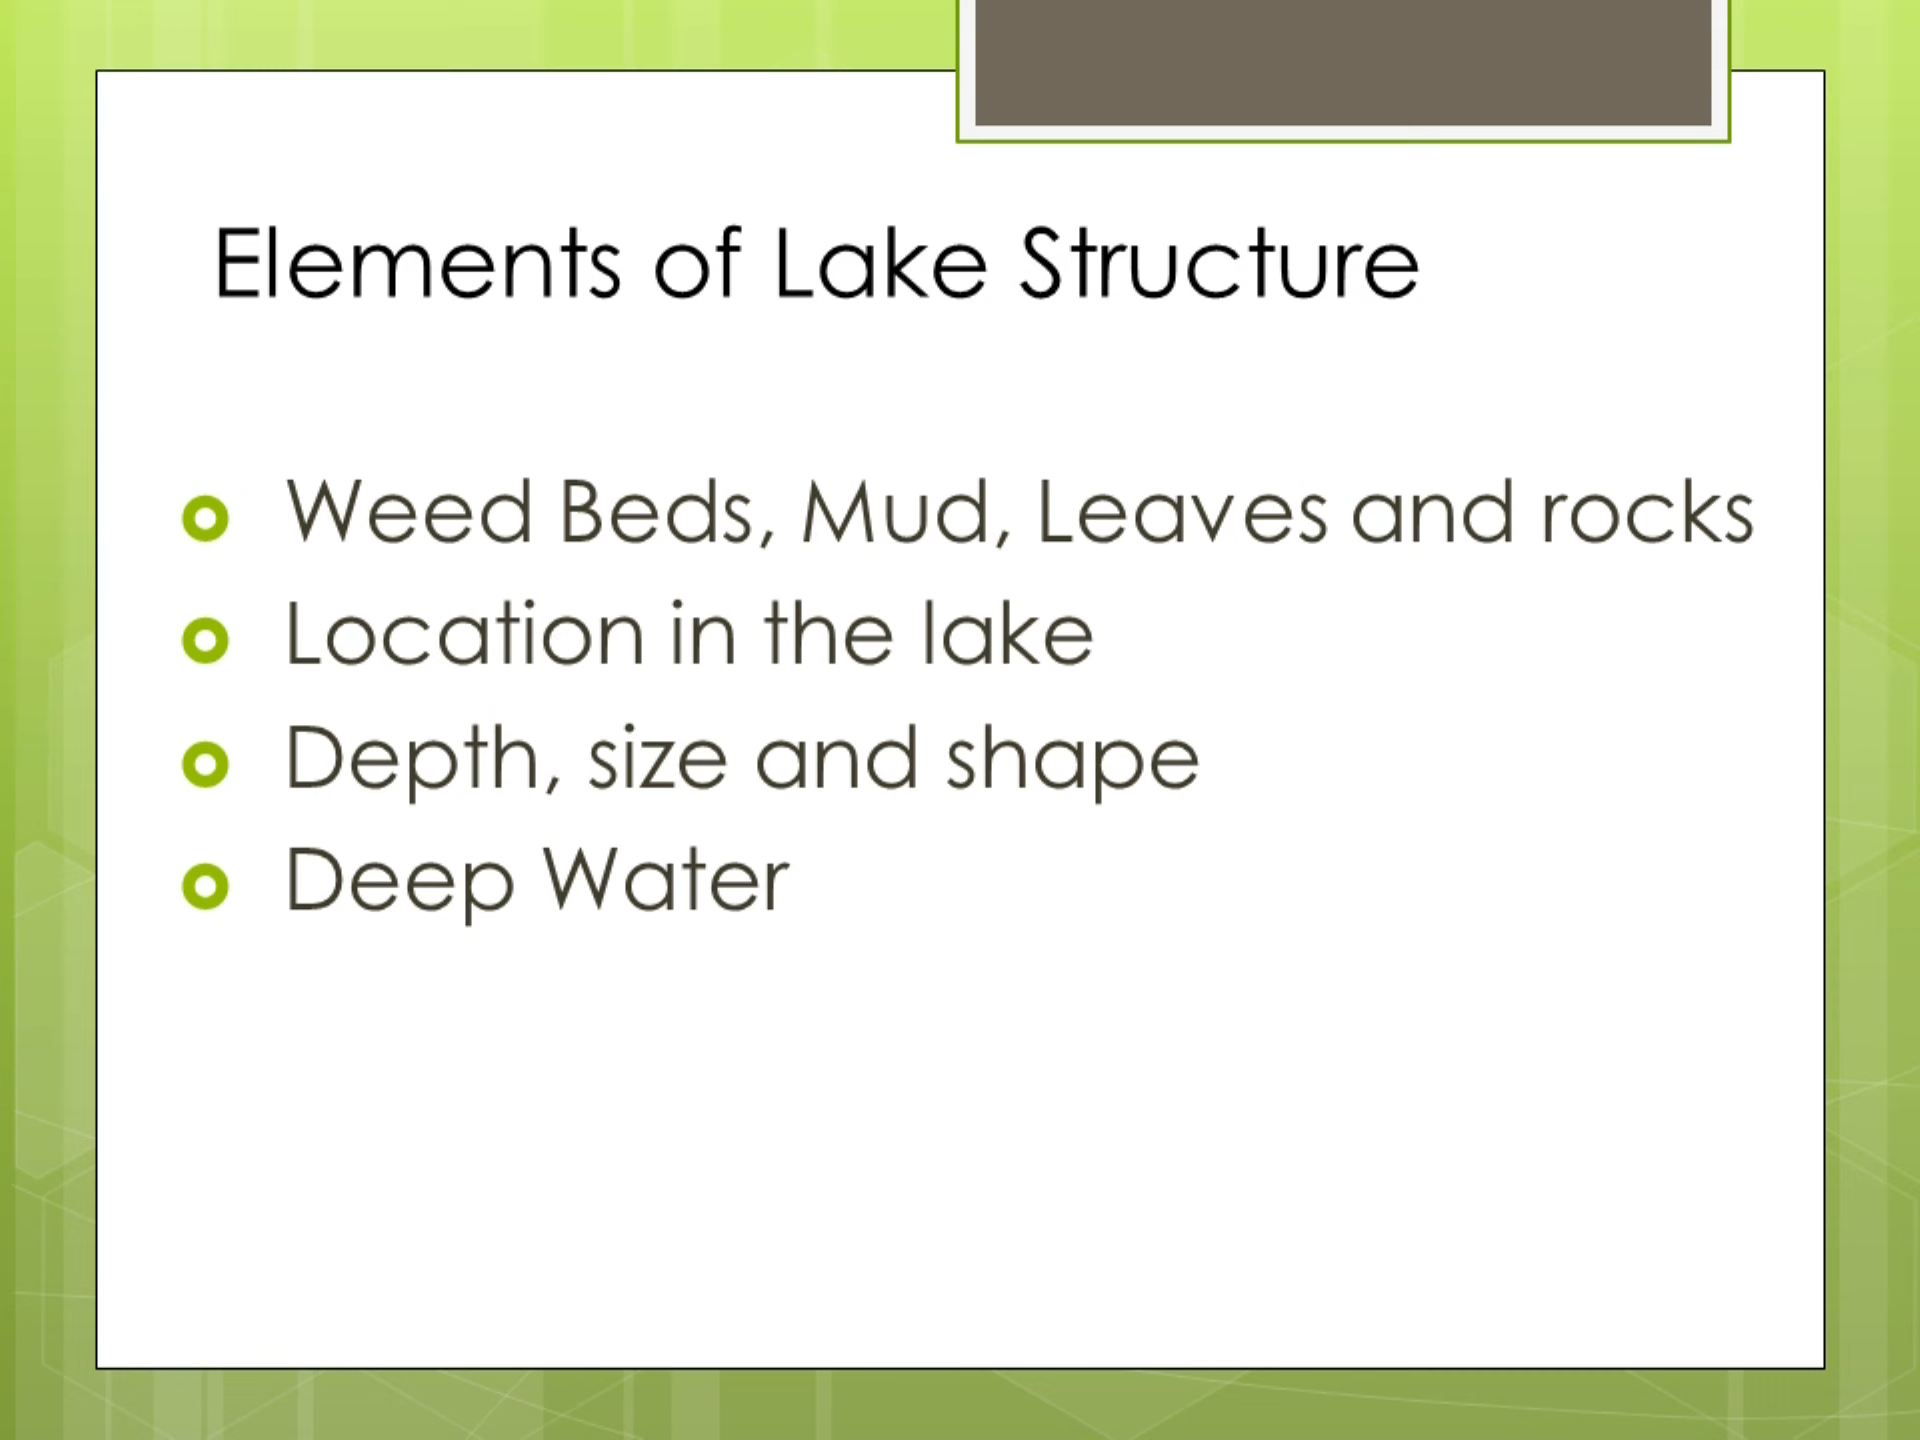 Elements of Lake Structure
Weed Beds, Mud, Leaves and rocks
Location in the lake
Depth, size and shape
Deep Water